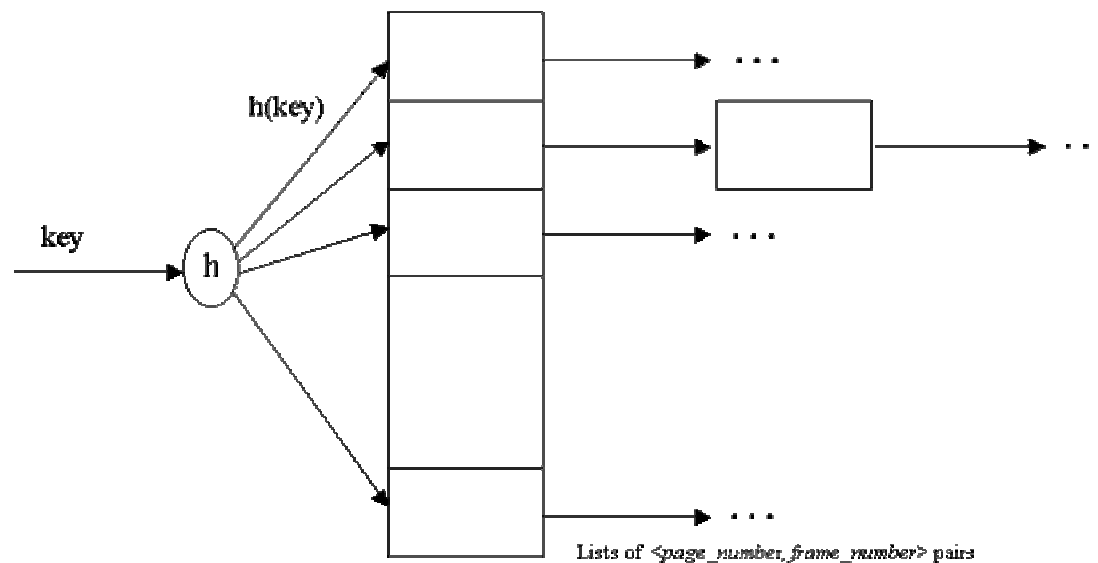 h(key)
key
h
Lists of <page_number, frame_number> pairs